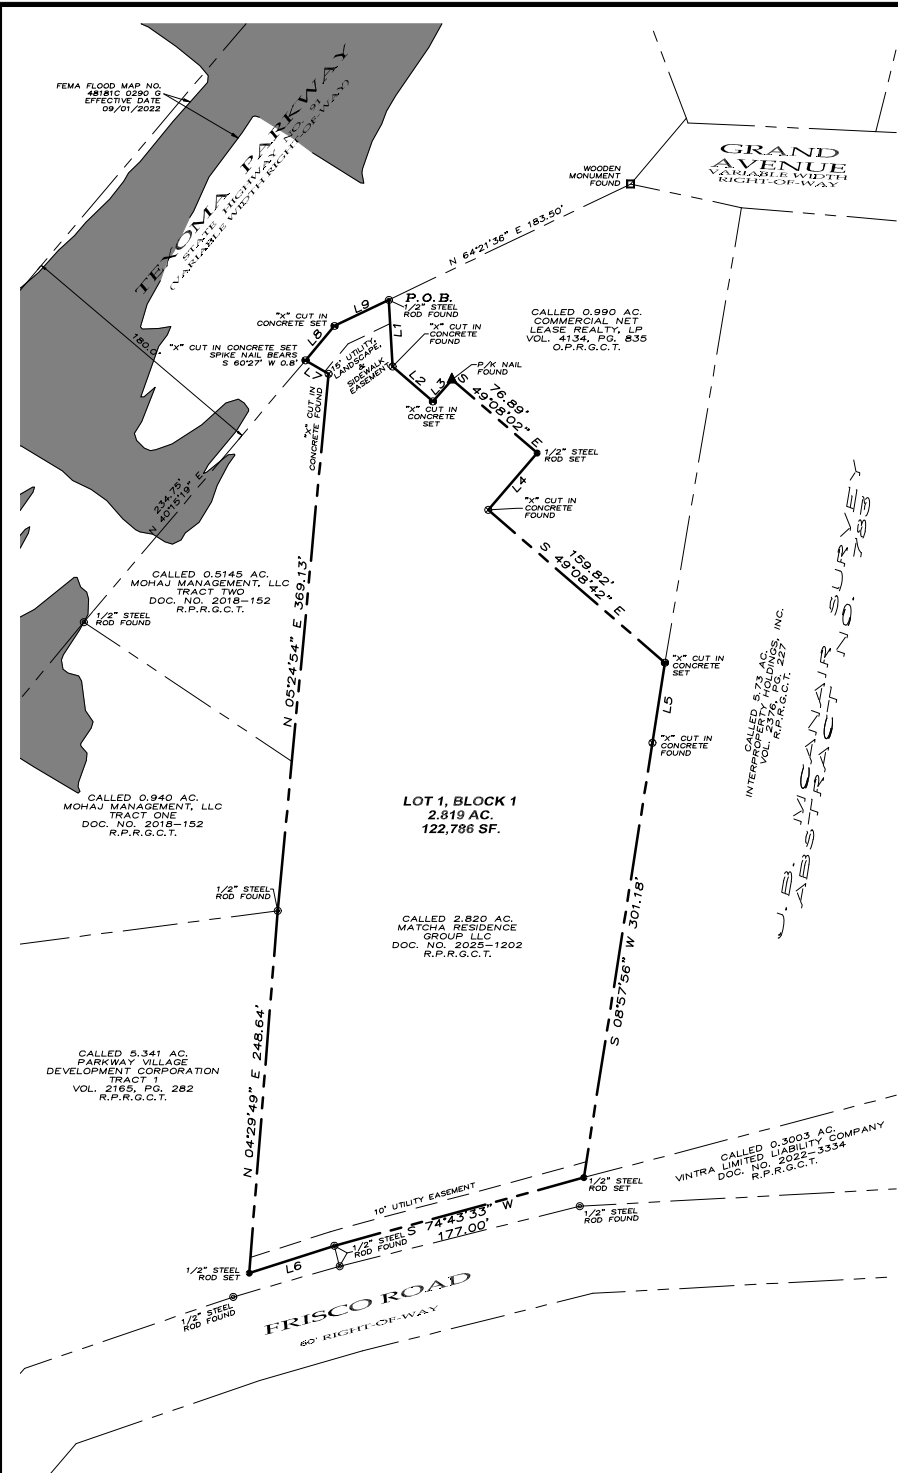 FEMA FLOOD MAP NO.
48181C 0290 G
EFFECTIVE DATE
09/01/2022
TEXOMA PARKWAY
STATE HIGHWAY NO. 91
(VARIABLE WIDTH RIGHT-OF-WAY)
GRAND
AVENUE
VARIABLE WIDTH
RIGHT-OF-WAY
WOODEN
MONUMENT
FOUND
N 64°21'36" E 183.50'
P.O.B.
1/2" STEEL
ROD FOUND
L9
"X" CUT IN
CONCRETE SET
L8
"X" CUT IN CONCRETE SET
SPIKE NAIL BEARS
S 60°27' W 0.8'
L7
180.0'
15' UTILITY,
LANDSCAPE,
&
SIDEWALK
EASEMENT
L1
"X" CUT IN
CONCRETE
FOUND
L2
L3
"X" CUT IN
CONCRETE
SET
P/K NAIL
FOUND
CALLED 0.990 AC.
COMMERCIAL NET
LEASE REALTY, LP
VOL. 4134, PG. 835
O.P.R.G.C.T.
76.89'
S 49°08'02" E
1/2" STEEL
ROD SET
L4
"X" CUT IN
CONCRETE
FOUND
"X" CUT IN
CONCRETE FOUND
234.75'
N 40°15'19" E
159.82'
S 49°08'42" E
CALLED 0.5145 AC.
MOHAJ MANAGEMENT, LLC
TRACT TWO
DOC. NO. 2018-152
R.P.R.G.C.T.
1/2" STEEL
ROD FOUND
N 05°24'54" E 369.13'
"X" CUT IN
CONCRETE
SET
L5
"X" CUT IN
CONCRETE
FOUND
CALLED 5.73 AC.
INTERPROPERTY HOLDINGS, INC.
VOL. 2376, PG. 227
R.P.R.G.C.T.
J. B. McCANAIR SURVEY
ABSTRACT NO. 783
CALLED 0.940 AC.
MOHAJ MANAGEMENT, LLC
TRACT ONE
DOC. NO. 2018-152
R.P.R.G.C.T.
LOT 1, BLOCK 1
2.819 AC.
122,786 SF.
1/2" STEEL
ROD FOUND
CALLED 2.820 AC.
MATCHA RESIDENCE
GROUP LLC
DOC. NO. 2025-1202
R.P.R.G.C.T.
S 08°57'56" W 301.18'
CALLED 5.341 AC.
PARKWAY VILLAGE
DEVELOPMENT CORPORATION
TRACT 1
VOL. 2165, PG. 282
R.P.R.G.C.T.
N 04°29'49" E 248.64'
CALLED 0.3003 AC.
VINTRA LIMITED LIABILITY COMPANY
DOC. NO. 2022-3334
R.P.R.G.C.T.
1/2" STEEL
ROD SET
1/2" STEEL
ROD FOUND
10' UTILITY EASEMENT
S 74°43'33" W
177.00'
1/2" STEEL
ROD FOUND
L6
1/2" STEEL
ROD SET
1/2" STEEL
ROD FOUND
FRISCO ROAD
60' RIGHT-OF-WAY